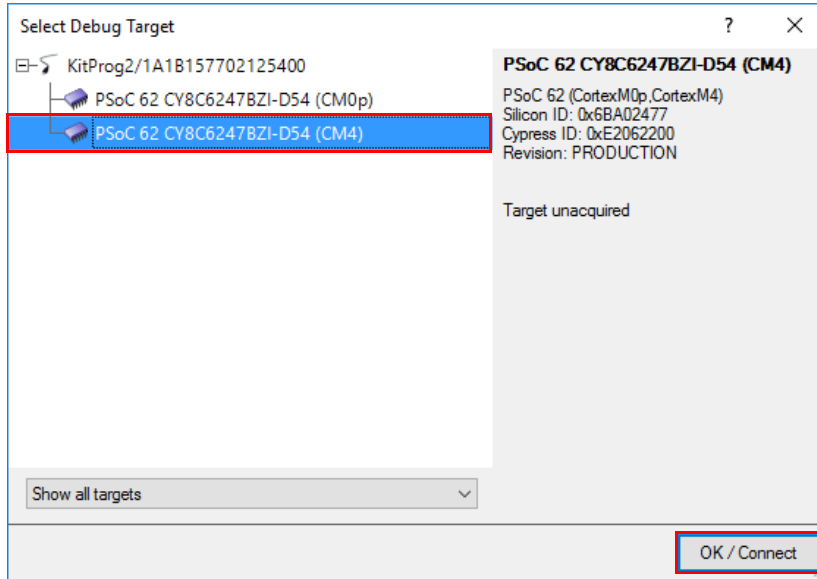 Select Debug Target
KitProg2/1A1B157702125400
PSoC 62 CY8C6247BZI-D54 (CM0p)
PSoC 62 CY8C6247BZI-D54 (CM4)
Show all targets
PSoC 62 CY8C6247BZI-D54 (CM4)
PSoC 62 (CortexM0p,CortexM4)
Silicon ID: 0x6BA02477
Cypress ID: 0xE2062200
Revision: PRODUCTION
Target unacquired
OK / Connect